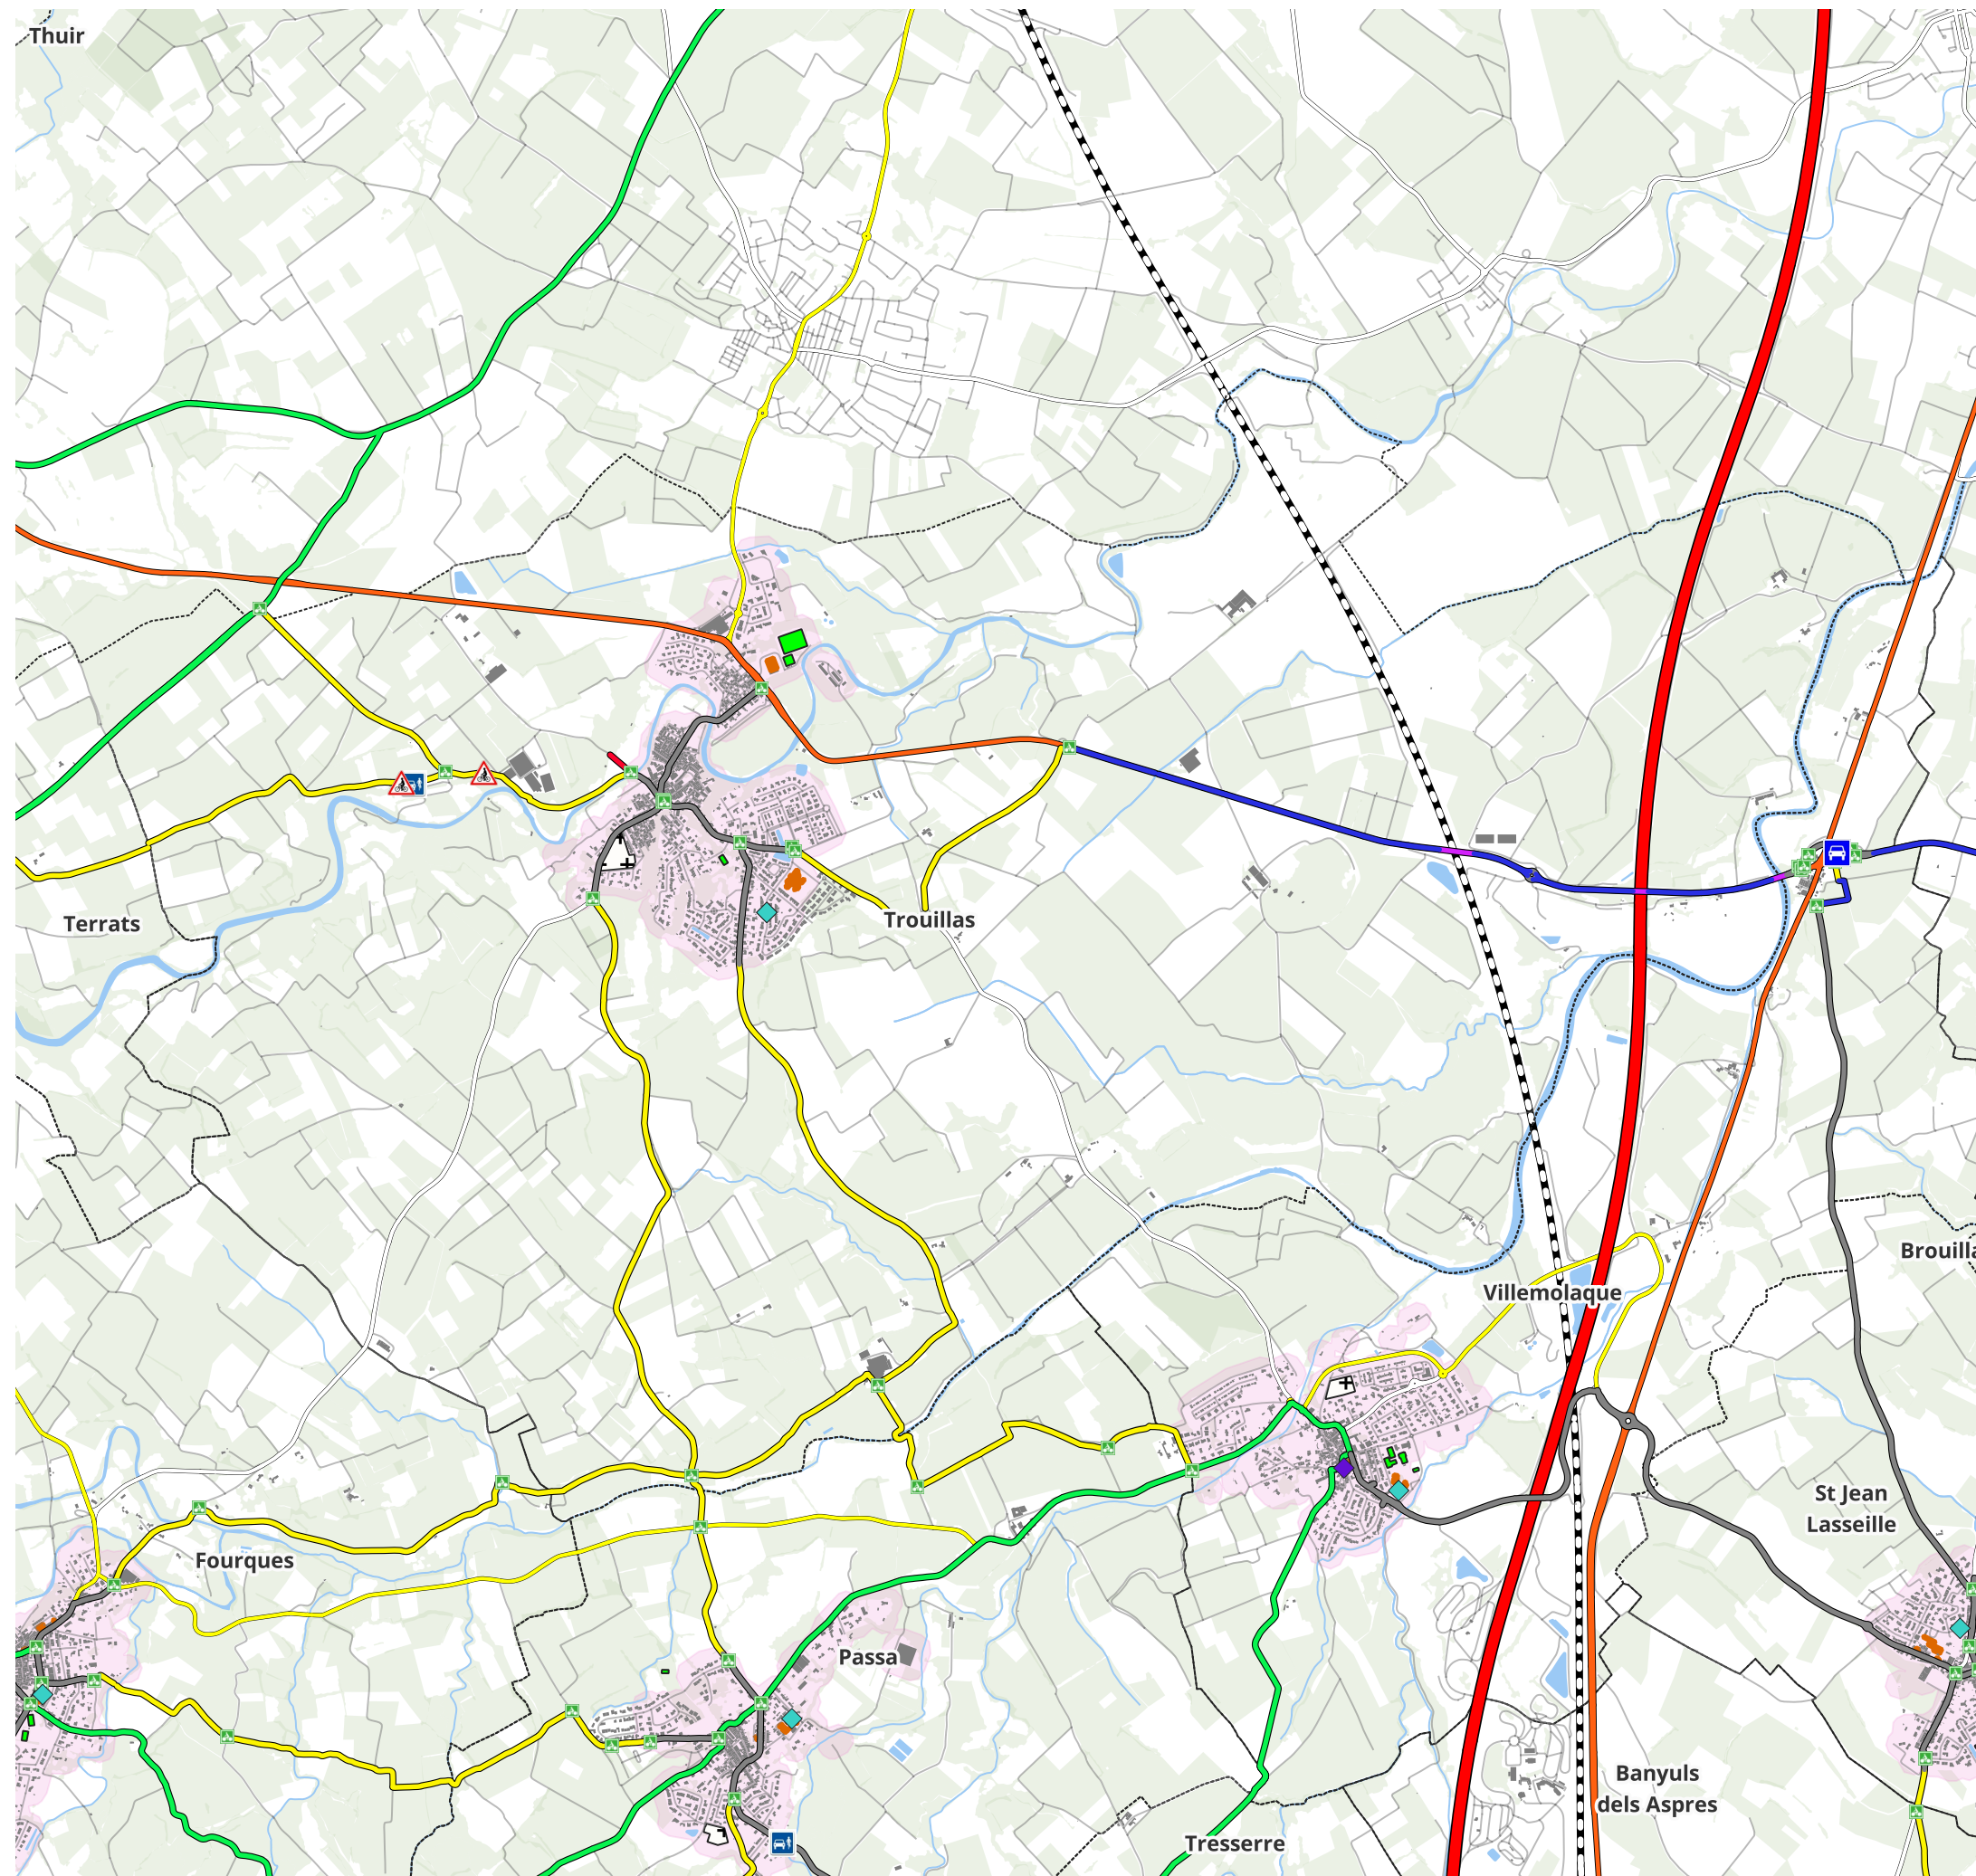 Thuir
Terrats
Trouillas
Brouilla
Villemolaque
St Jean
Lasseille
Fourques
Passa
Banyuls
dels Aspres
Tresserre